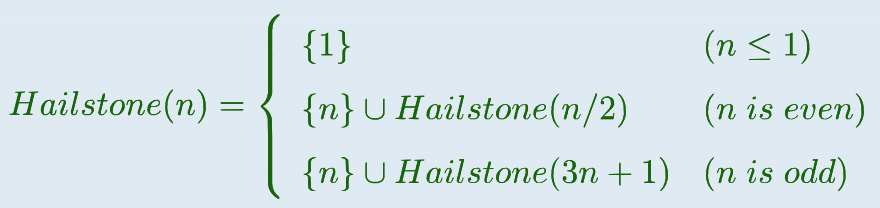 {1} (n ≤ 1)
Hailstone(n) = { {n} ∪ Hailstone(n/2) (n is even)
{n} ∪ Hailstone(3n + 1) (n is odd)